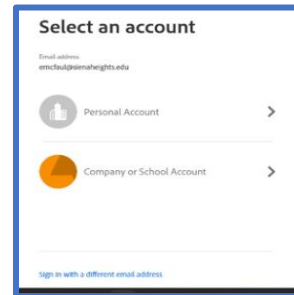 Select an account
Email address
emcfaul@sienaheights.edu
Personal Account
Company or School Account
Sign in with a different email address